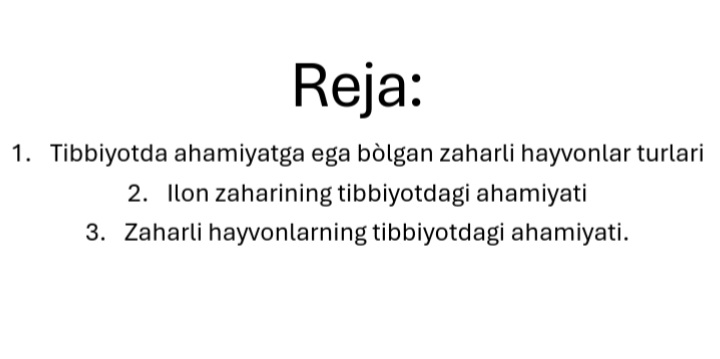 Reja:
1. Tibbiyotda ahamiyatga ega bòlgan zaharli hayvonlar turlari
2. Ilon zaharining tibbiyotdagi ahamiyati
3. Zaharli hayvonlarning tibbiyotdagi ahamiyati.